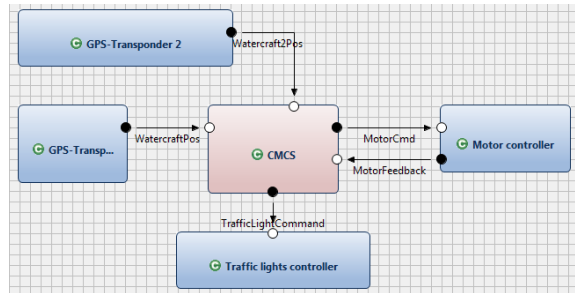 GPS-Transponder 2
Watercraft2Pos
GPS-Transp...
WatercraftPos
CMCS
MotorCmd
Motor controller
MotorFeedback
TrafficLightCommand
Traffic lights controller